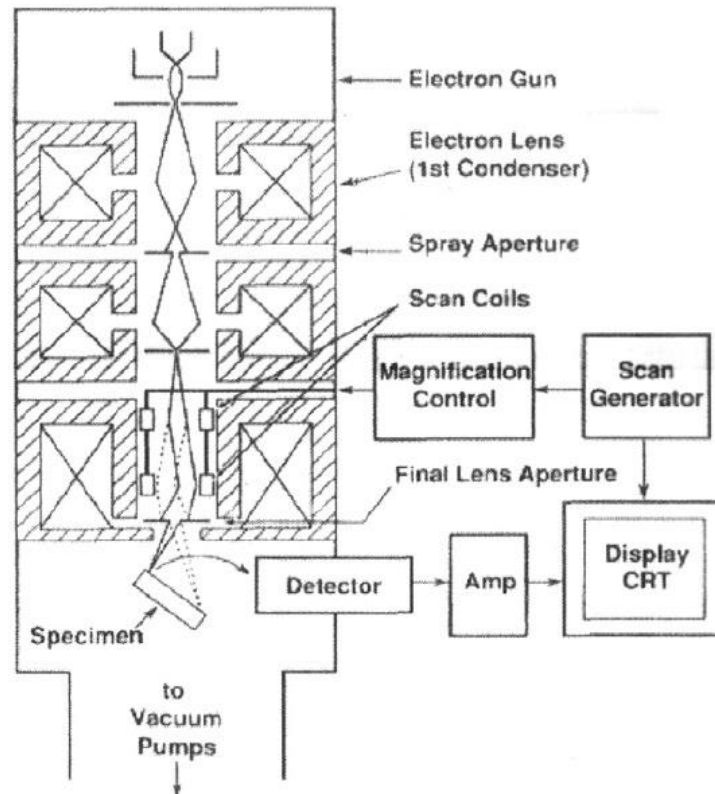 Electron Gun
Electron Lens
(1st Condenser)
Spray Aperture
Scan Coils
Magnification
Control
Scan
Generator
Final Lens Aperture
Detector
Amp
Display
CRT
Specimen
to
Vacuum
Pumps